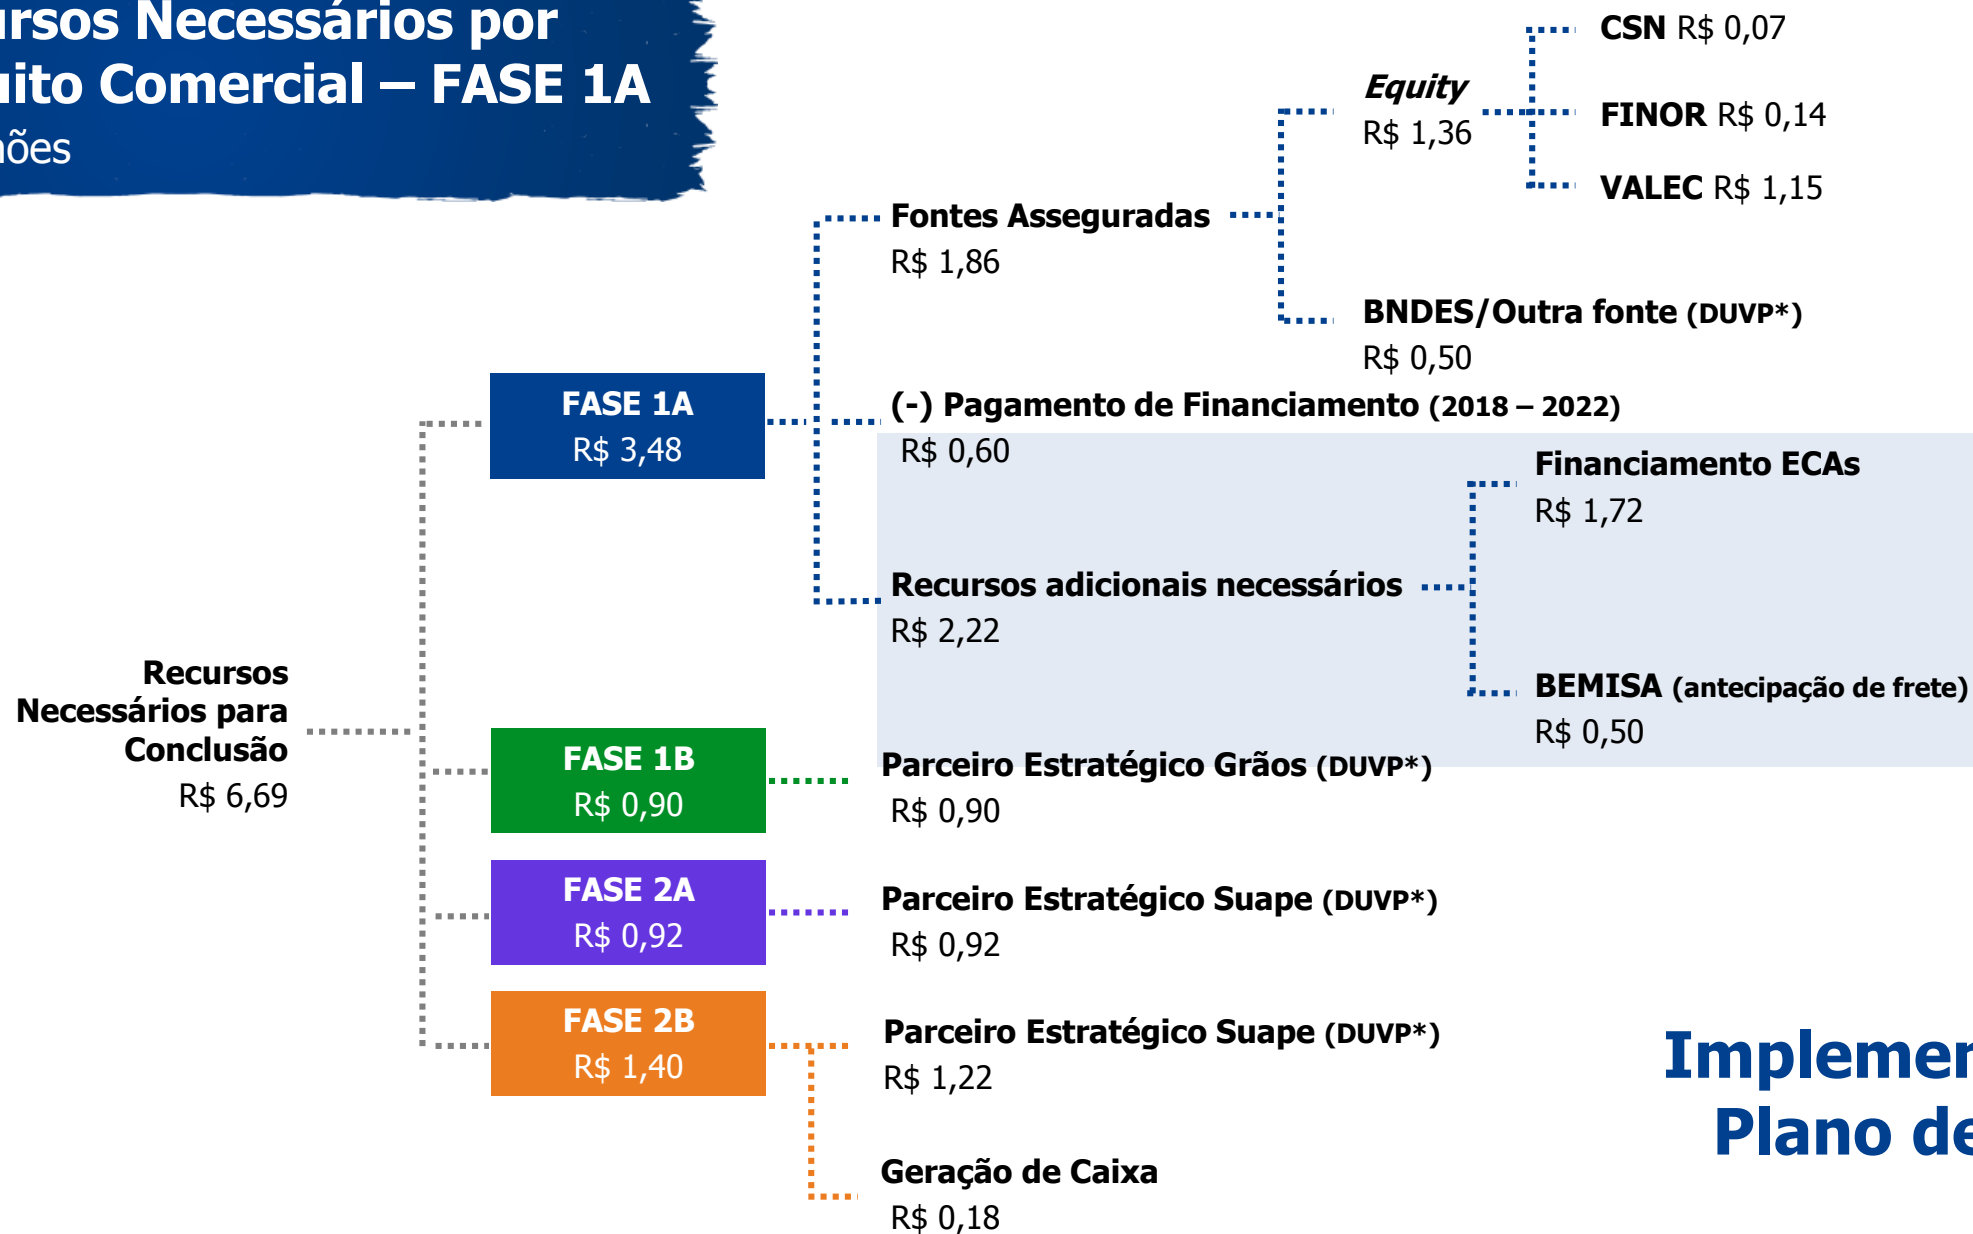 ursos Necessários por
uito Comercial – FASE 1A
ões
CSN R$ 0,07
Equity
R$ 1,36
FINOR R$ 0,14
VALEC R$ 1,15
Fontes Asseguradas
R$ 1,86
BNDES/Outra fonte (DUVP*)
R$ 0,50
FASE 1A
R$ 3,48
(-) Pagamento de Financiamento (2018 – 2022)
R$ 0,60
Financiamento ECAs
R$ 1,72
Recursos adicionais necessários
R$ 2,22
BEMISA (antecipação de frete)
R$ 0,50
Recursos
Necessários para
Conclusão
R$ 6,69
FASE 1B
R$ 0,90
Parceiro Estratégico Grãos (DUVP*)
R$ 0,90
FASE 2A
R$ 0,92
Parceiro Estratégico Suape (DUVP*)
R$ 0,92
FASE 2B
R$ 1,40
Parceiro Estratégico Suape (DUVP*)
R$ 1,22
Geração de Caixa
R$ 0,18
Implemen
Plano de